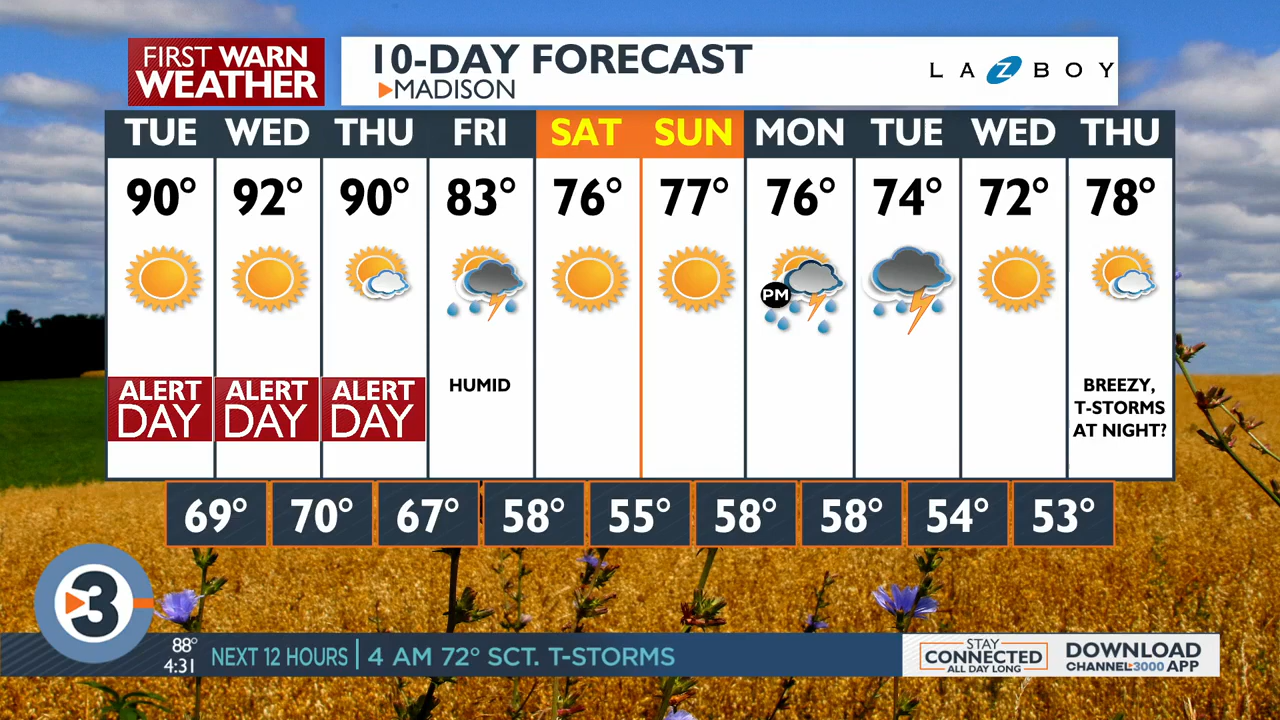 FIRST WARN
WEATHER
10-DAY FORECAST
MADISON
LA Z BOY
TUE WED THU FRI SAT SUN MON TUE WED THU
90° 92° 90° 83° 76° 77° 76° 74° 72° 78°
PM
ALERT DAY ALERT DAY ALERT DAY
HUMID
BREEZY,
T-STORMS
AT NIGHT?
69° 70° 67° 58° 55° 58° 58° 54° 53°
3
88°
4:31
NEXT 12 HOURS | 4 AM 72° SCT. T-STORMS
STAY
CONNECTED
ALL DAY LONG
DOWNLOAD
CHANNEL3000 APP